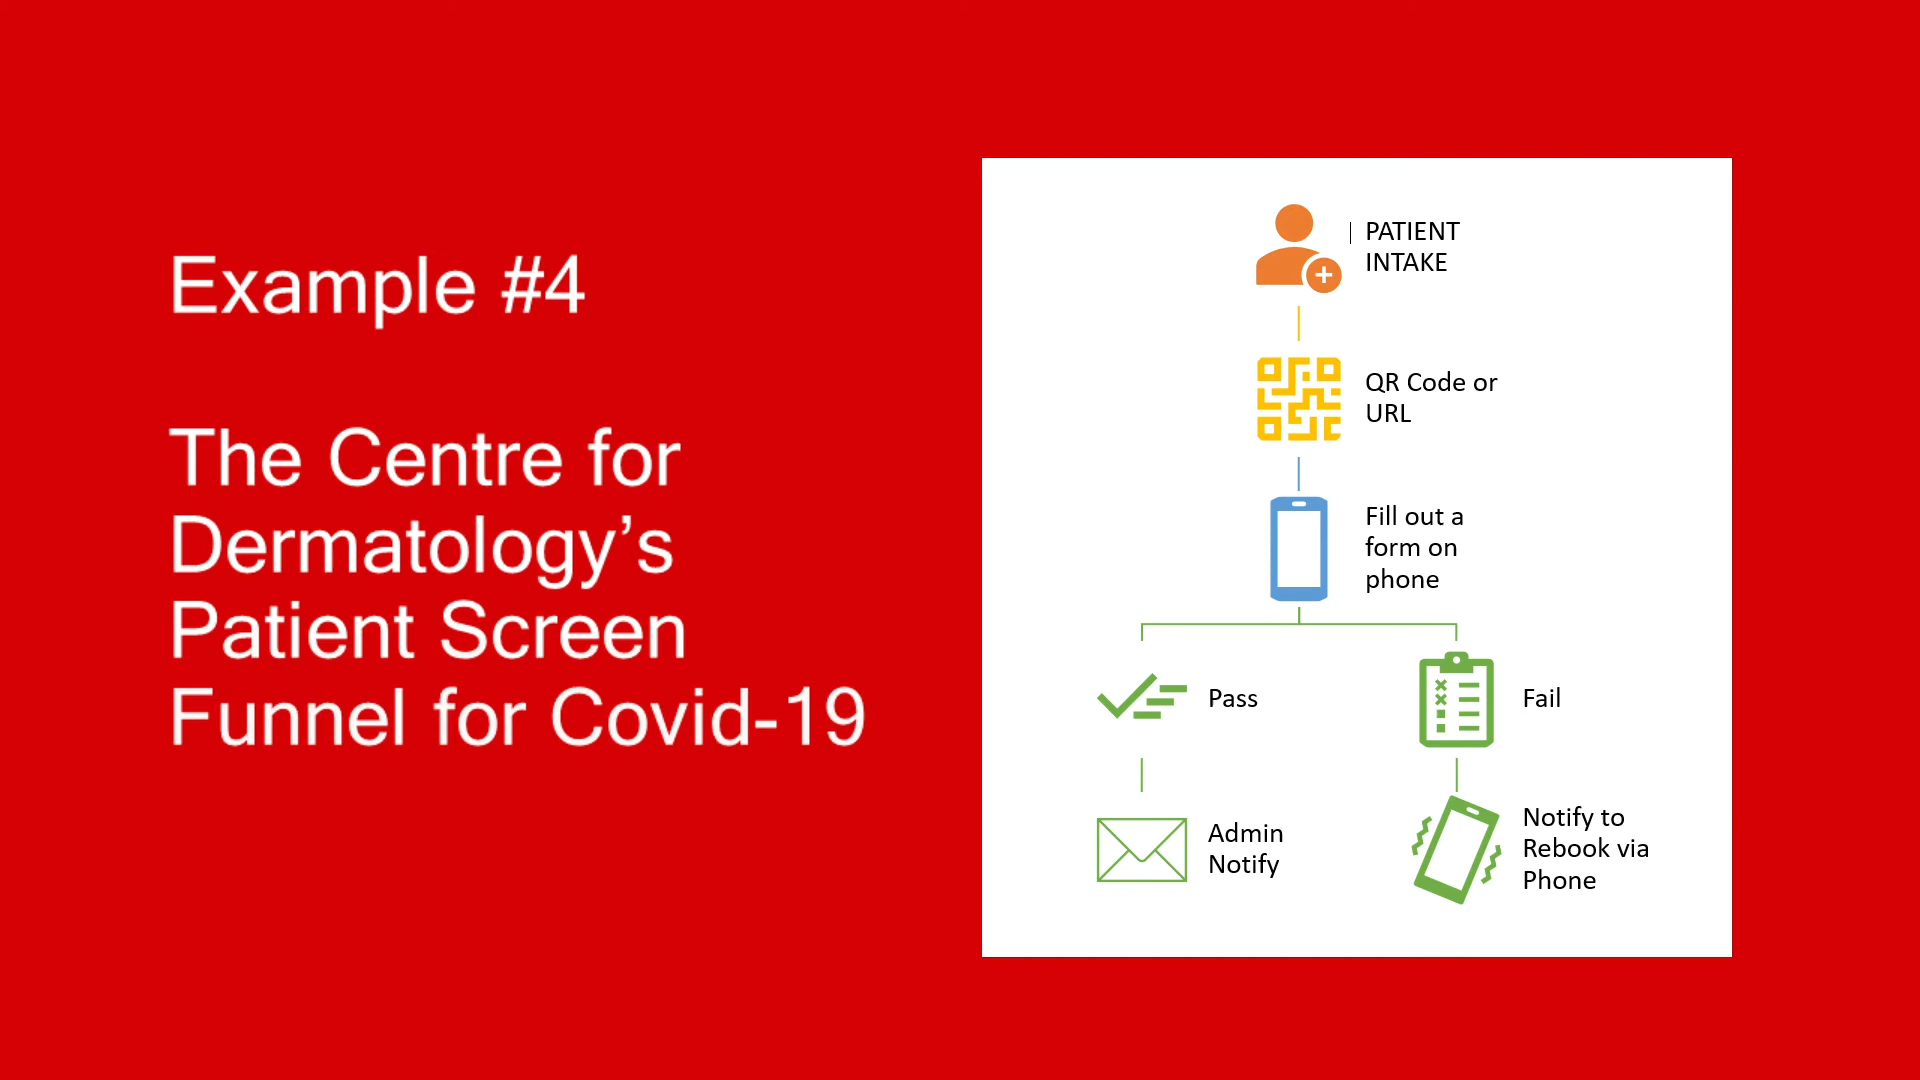 Example #4
The Centre for
Dermatology’s
Patient Screen
Funnel for Covid-19
PATIENT
INTAKE
QR Code or
URL
Fill out a
form on
phone
Pass
Fail
Admin
Notify
Notify to
Rebook via
Phone